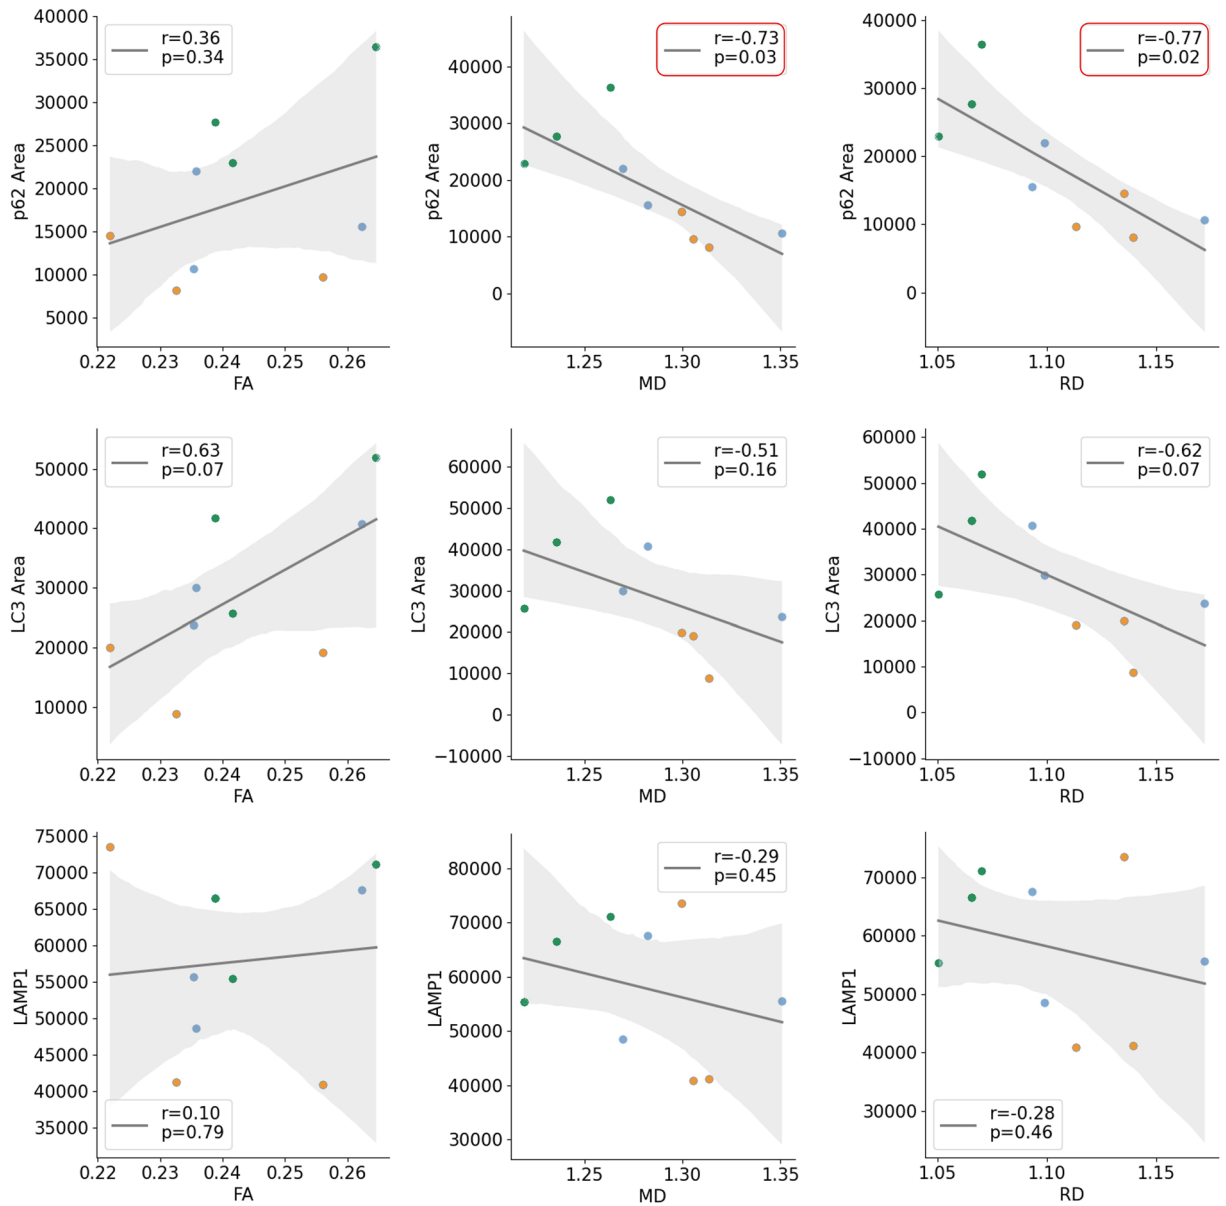 40000
35000
30000
25000
20000
15000
10000
5000
p62 Area
r=0.36
p=0.34
0.22 0.23 0.24 0.25 0.26
FA
40000
30000
20000
10000
0
p62 Area
r=-0.73
p=0.03
1.25 1.30 1.35
MD
40000
30000
20000
10000
0
p62 Area
r=-0.77
p=0.02
1.05 1.10 1.15
RD
50000
40000
30000
20000
10000
LC3 Area
r=0.63
p=0.07
0.22 0.23 0.24 0.25 0.26
FA
60000
50000
40000
30000
20000
10000
0
−10000
LC3 Area
r=-0.51
p=0.16
1.25 1.30 1.35
MD
60000
50000
40000
30000
20000
10000
0
−10000
LC3 Area
r=-0.62
p=0.07
1.05 1.10 1.15
RD
75000
70000
65000
60000
55000
50000
45000
40000
35000
LAMP1
r=0.10
p=0.79
0.22 0.23 0.24 0.25 0.26
FA
80000
70000
60000
50000
40000
30000
LAMP1
r=-0.29
p=0.45
1.25 1.30 1.35
MD
70000
60000
50000
40000
30000
LAMP1
r=-0.28
p=0.46
1.05 1.10 1.15
RD